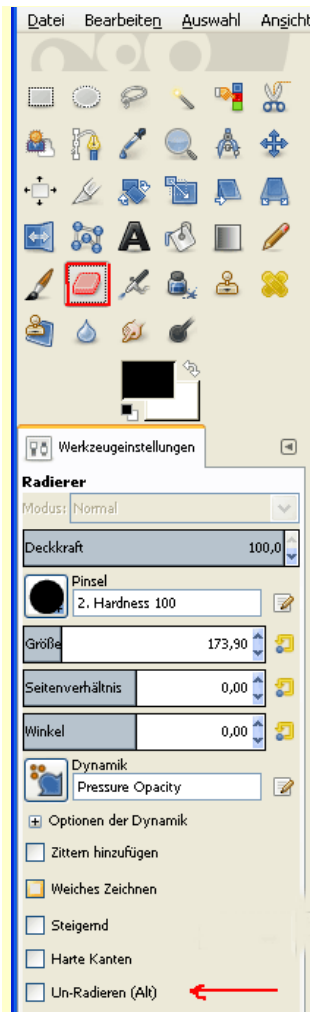 Datei Bearbeiten Auswahl Ansicht
Werkzeugeinstellungen
Radierer
Modus: Normal
Deckkraft 100,0
Pinsel
2. Hardness 100
Größe 173,90
Seitenverhältnis 0,00
Winkel 0,00
Dynamik
Pressure Opacity
Optionen der Dynamik
Zittern hinzufügen
Weiches Zeichnen
Steigernd
Harte Kanten
Un-Radieren (Alt)